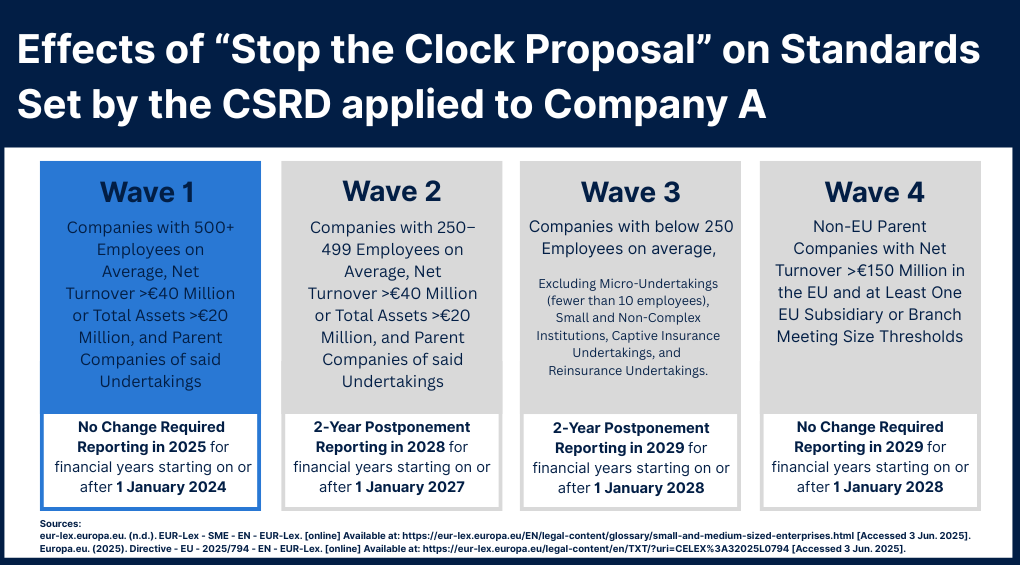 Effects of “Stop the Clock Proposal” on Standards
Set by the CSRD applied to Company A
Wave 1
Companies with 500+
Employees on
Average, Net
Turnover >€40 Million
or Total Assets >€20
Million, and Parent
Companies of said
Undertakings
No Change Required
Reporting in 2025 for
financial years starting on or
after 1 January 2024
Wave 2
Companies with 250–
499 Employees on
Average, Net
Turnover >€40 Million
or Total Assets >€20
Million, and Parent
Companies of said
Undertakings
2-Year Postponement
Reporting in 2028 for
financial years starting on or
after 1 January 2027
Wave 3
Companies with below 250
Employees on average,
Excluding Micro-Undertakings
(fewer than 10 employees),
Small and Non-Complex
Institutions, Captive Insurance
Undertakings, and
Reinsurance Undertakings.
2-Year Postponement
Reporting in 2029 for
financial years starting on or
after 1 January 2028
Wave 4
Non-EU Parent
Companies with Net
Turnover >€150 Million in
the EU and at Least One
EU Subsidiary or Branch
Meeting Size Thresholds
No Change Required
Reporting in 2029 for
financial years starting on or
after 1 January 2028
Sources:
eur-lex.europa.eu. (n.d.). EUR-Lex - SME - EN - EUR-Lex. [online] Available at: https://eur-lex.europa.eu/EN/legal-content/glossary/small-and-medium-sized-enterprises.html [Accessed 3 Jun. 2025].
Europa.eu. (2025). Directive - EU - 2025/794 - EN - EUR-Lex. [online] Available at: https://eur-lex.europa.eu/legal-content/en/TXT/?uri=CELEX%3A32025L0794 [Accessed 3 Jun. 2025].